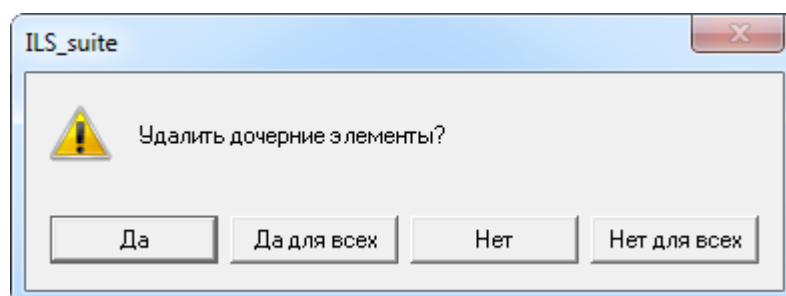 ILS_suite
Удалить дочерние элементы?
Да Да для всех Нет Нет для всех